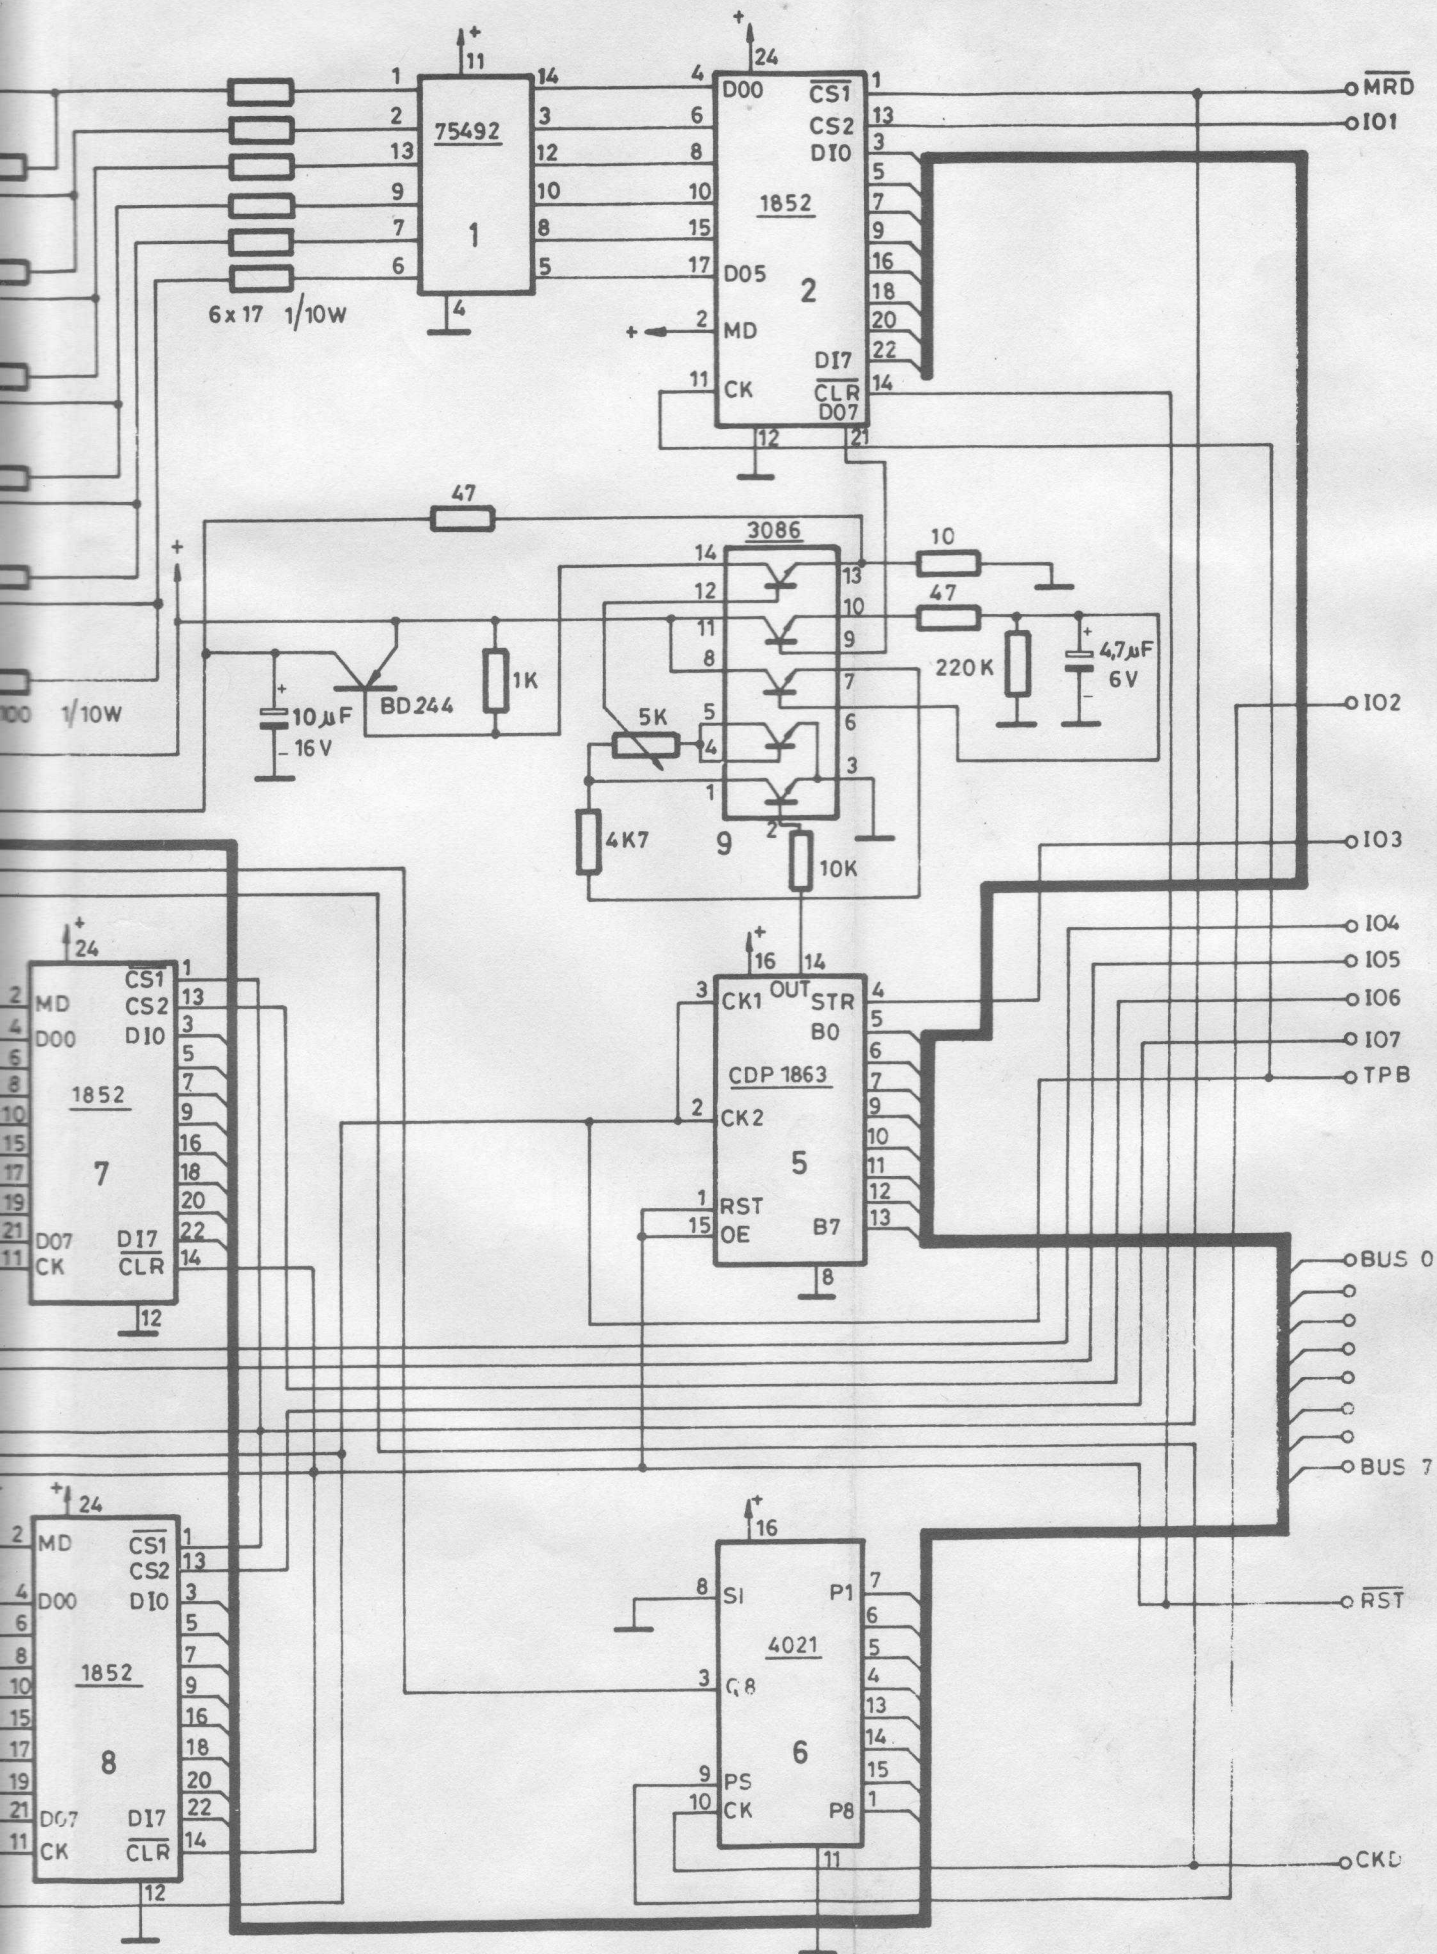 +
24
+
11
1 14 4 D00 CS1 1 MRD
2 75492 3 6 CS2 13 IO1
13 12 8 DI0 3
5
9 10 10 1852 7
7 1 8 15 9
6 5 17 D05 16
2 18
6x17 1/10W 4 + 2 MD 20
DI7 22
11 CK CLR 14
D07
12 21
47
3086 10
+ 14 13
12 47
11 10
9
8 7 220K + 4,7µF
- 6V
1K
BD244
100 1/10W + 10µF
- 16V
5K 5 6
4
3
1
2
4K7 9 10K
IO2
IO3
IO4
IO5
IO6
IO7
TPB
+ 24
+ 16 14
CS1 1 3 CK1 OUT STR 4
2 MD CS2 13
4 D00 DI0 3 B0 5
6 5 6
8 1852 7 CDP 1863 7
10 9 2 CK2 9
15 16 10
17 7 18 5 11
19 20 1 RST 12
21 D07 DI7 22 15 OE B7 13
11 CK CLR 14
12 8
BUS 0
BUS 7
+ 24
+ 16
2 MD CS1 1
CS2 13
4 D00 DI0 3 8 SI P1 7
6 5 6
8 1852 7 4021 5
10 9 3 Q8 4
15 16 13
17 8 18 6 14
19 20 9 PS 15
21 D07 DI7 22 10 CK P8 1
11 CK CLR 14
12 11
RST
CKD